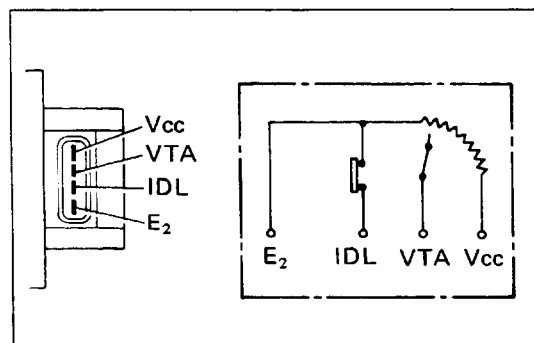 Vcc
VTA
IDL
E₂
E₂ IDL VTA Vcc